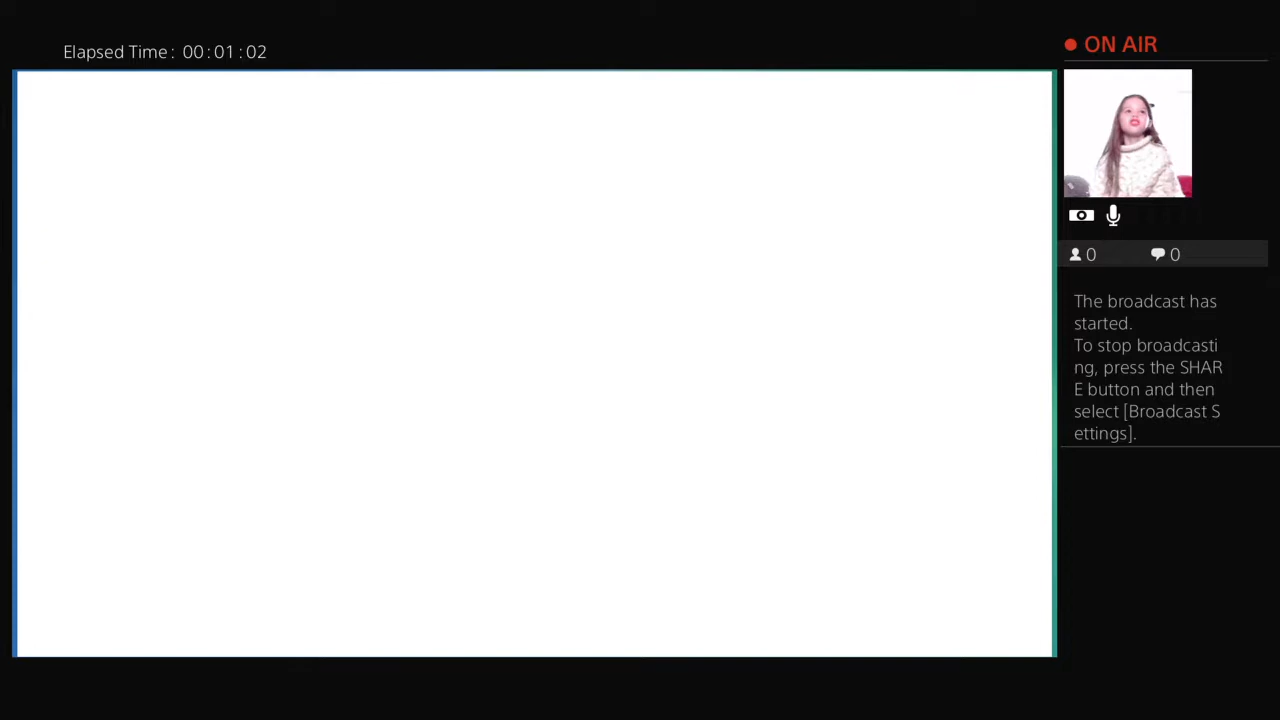 Elapsed Time: 00:01:02
ON AIR
0 0
The broadcast has
started.
To stop broadcasti
ng, press the SHAR
E button and then
select [Broadcast S
ettings].